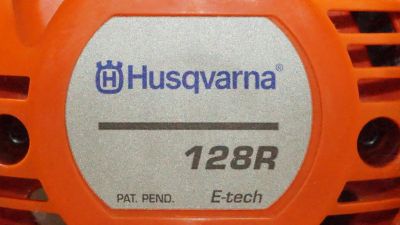 Husqvarna®
128R
PAT. PEND. E-tech